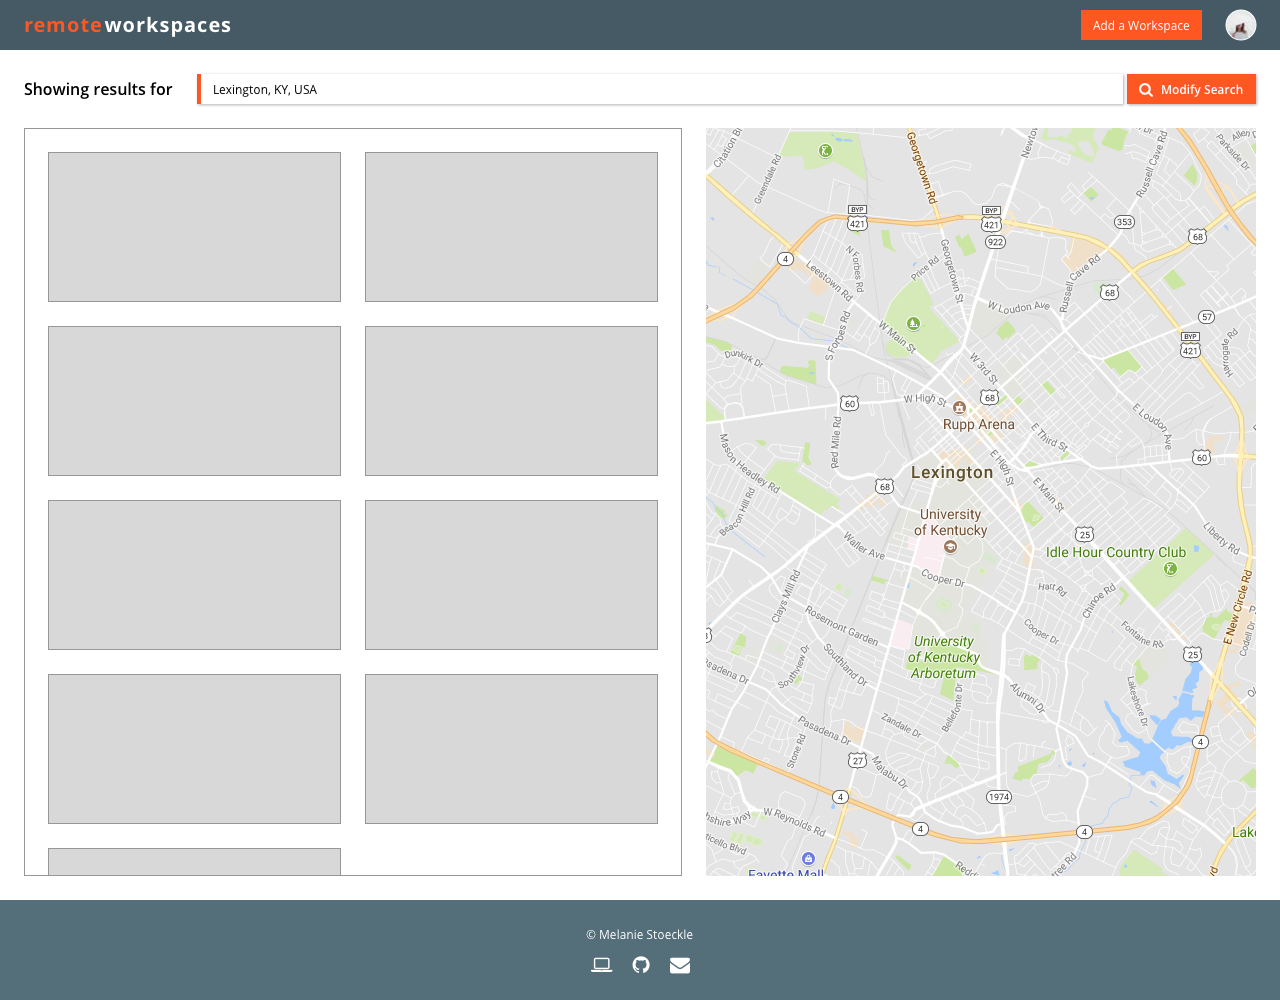 remoteworkspaces
Add a Workspace
Showing results for
Lexington, KY, USA
Modify Search
Citation Bl
Greendale Rd
Georgetown Rd
Newtow
Russell Cave Rd
Allen D
Parkside Dr
BYP
421
BYP
421
922
353
68
4
N Forbes Rd
Leestown Rd
Price Rd
Georgetown St
Russell Cave Rd
68
W Loudon Ave
57
S Forbes Rd
W Main St
BYP
421
Harrogate Rd
Dunkirk Dr
W 3rd St
60
W High St
68
Rupp Arena
E Loudon Ave
Red Mile Rd
E Third St
Mason Headley Rd
Lexington
E High St
60
68
E Main St
Beacon Hill Rd
University
of Kentucky
25
Liberty Rd
Waller Ave
Idle Hour Country Club
Cooper Dr
Hart Rd
Clays Mill Rd
Chinoe Rd
E New Circle Rd
Rosemont Garden
Cooper Dr
Fontaine Rd
Codell Dr
University
of Kentucky
Arboretum
25
Pasadena Dr
Southview Dr
Southland Dr
Alumni Dr
Lakeshore Dr
Bellefonte Dr
Zandale Dr
Pasadena Dr
Stone Rd
4
27
Malabu Dr
4
1974
hshire Way
W Reynolds Rd
4
4
ticello Blvd
Lake
Fayette Mall
Redd
tree Rd
© Melanie Stoeckle